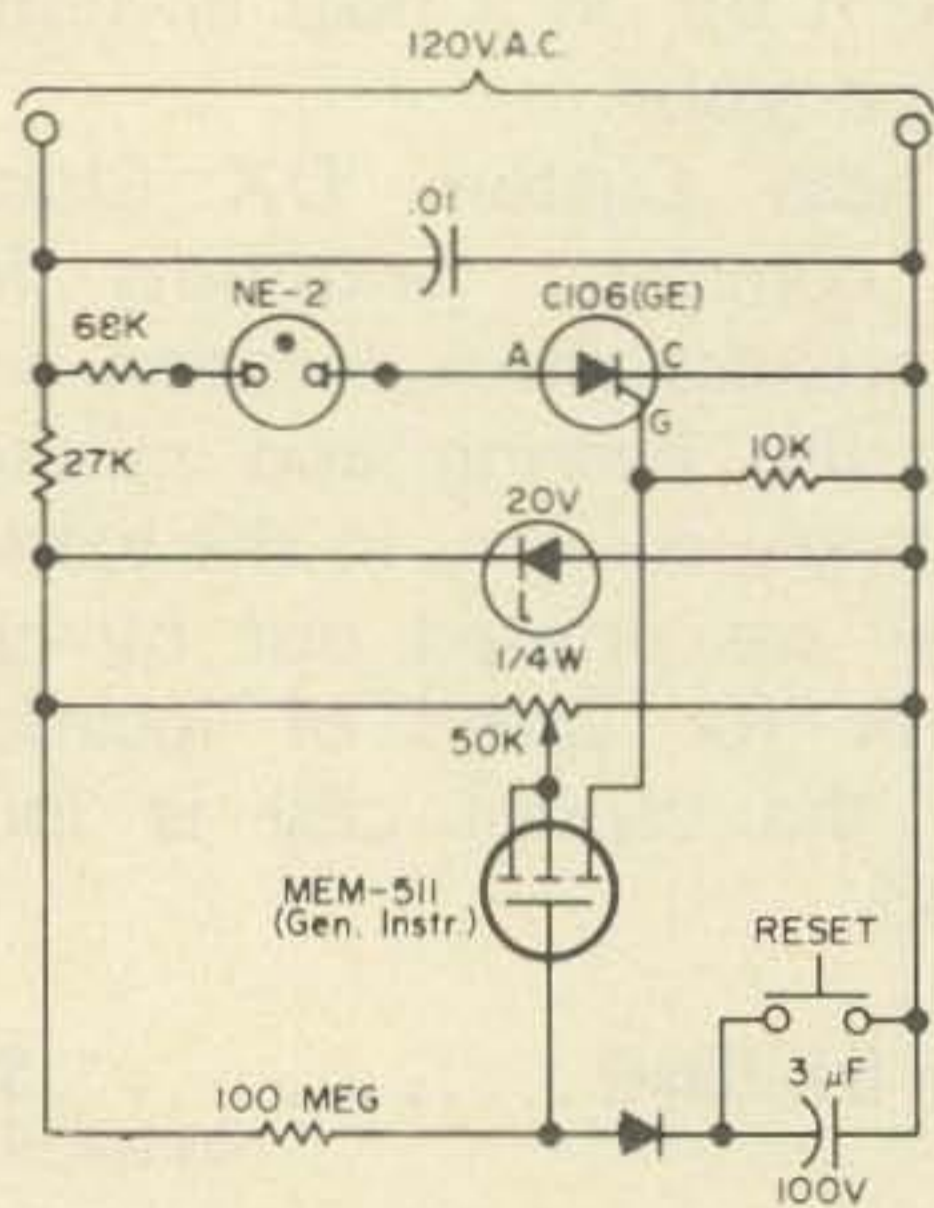 120V.A.C.
.01
NE-2
C106(GE)
68K
A
C
G
27K
10K
20V
1/4W
50K
MEM-511
(Gen. Instr.)
RESET
3 µF
100 MEG
100V